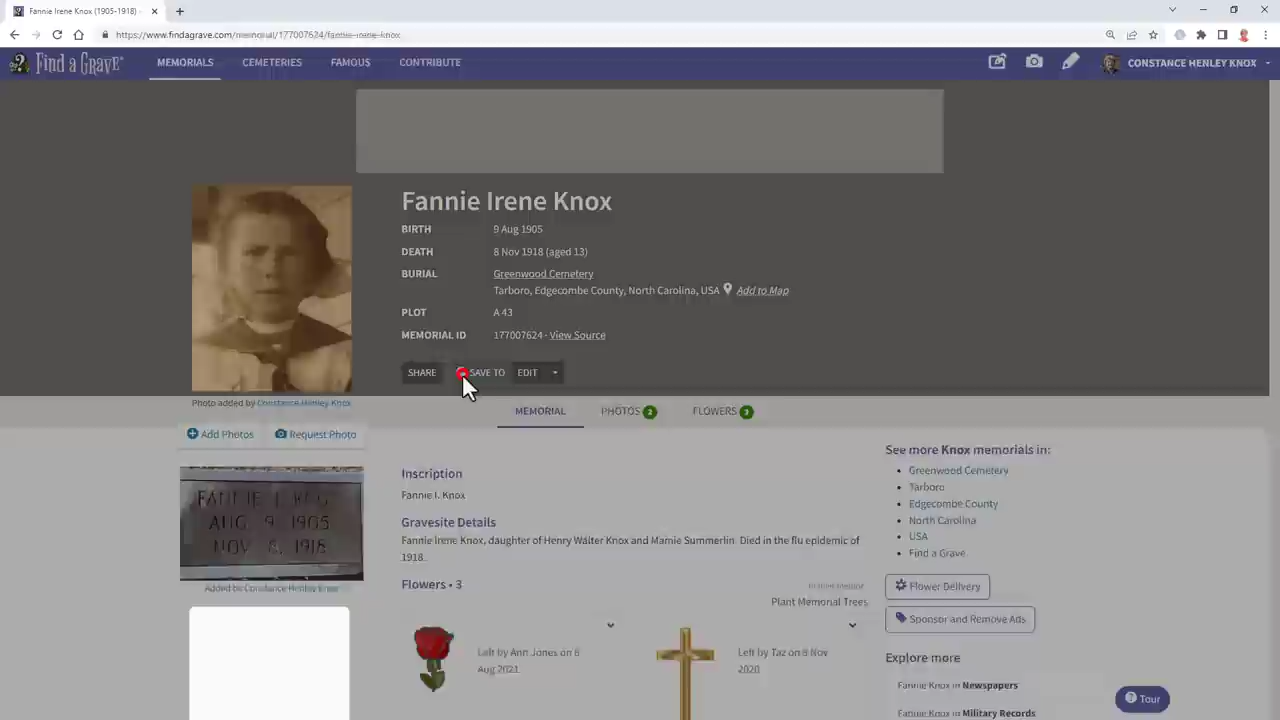 Fannie Irene Knox (1905-1918) -
https://www.findagrave.com/memorial/177007624/fannie-irene-knox
Find a Grave®
MEMORIALS
CEMETERIES
FAMOUS
CONTRIBUTE
CONSTANCE HENLEY KNOX
Fannie Irene Knox
BIRTH 9 Aug 1905
DEATH 8 Nov 1918 (aged 13)
BURIAL Greenwood Cemetery
Tarboro, Edgecombe County, North Carolina, USA Add to Map
PLOT A 43
MEMORIAL ID 177007624 · View Source
SHARE SAVE TO EDIT
Photo added by Constance Henley Knox
Add Photos Request Photo
MEMORIAL PHOTOS 2 FLOWERS 3
FANNIE I. KNOX
AUG. 9, 1905
NOV. 8, 1918
Added by Constance Henley Knox
Inscription
Fannie I. Knox
Gravesite Details
Fannie Irene Knox, daughter of Henry Walter Knox and Mamie Summerlin. Died in the flu epidemic of
1918.
Flowers • 3
Plant Memorial Trees
Left by Ann Jones on 8
Aug 2021
Left by Taz on 8 Nov
2020
See more Knox memorials in:
Greenwood Cemetery
Tarboro
Edgecombe County
North Carolina
USA
Find a Grave
Flower Delivery
Sponsor and Remove Ads
Explore more
Fannie Knox in Newspapers
Fannie Knox in Military Records
Tour